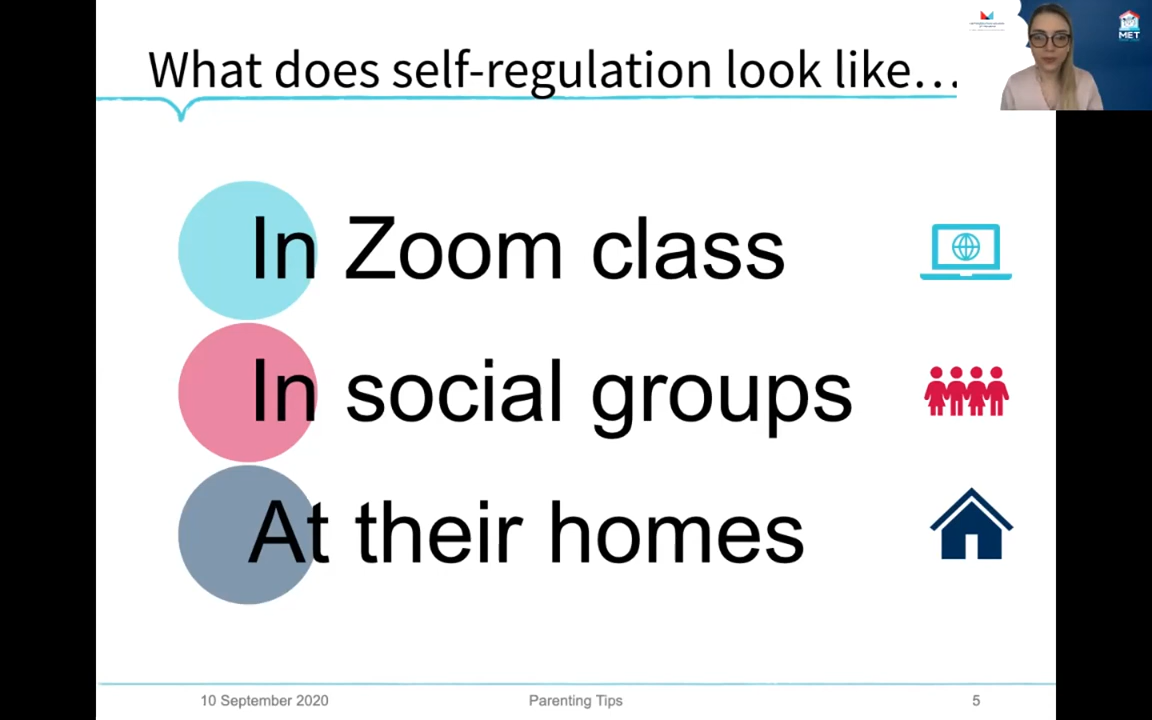 What does self-regulation look like…
MET
In Zoom class
In social groups
At their homes
10 September 2020
Parenting Tips
5